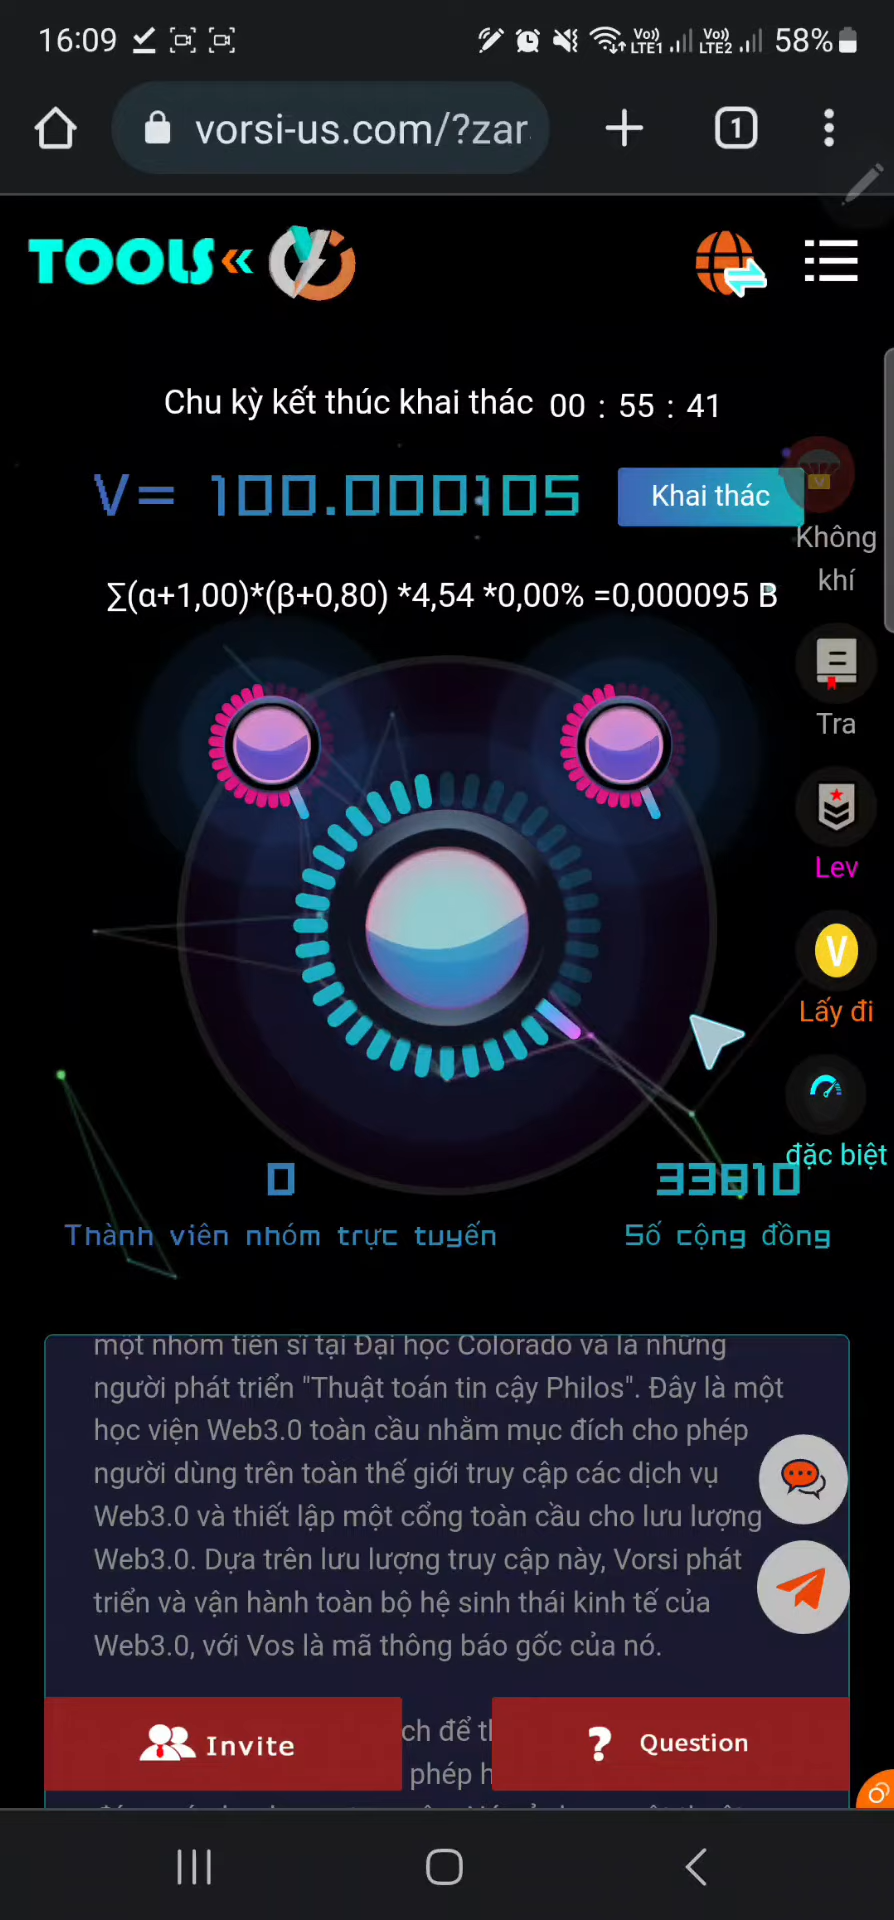 16:09
Vo)) LTE1 Vo)) LTE2 58%
vorsi-us.com/?zar
1
TOOLS
Chu kỳ kết thúc khai thác 00 : 55 : 41
V= 100.000105
Khai thác
Không khí
∑(α+1,00)*(β+0,80) *4,54 *0,00% =0,000095 B
Tra
Lev
V
Lấy đi
đặc biệt
0
33810
Thành viên nhóm trực tuyến
Số cộng đồng
một nhóm tiến sĩ tại Đại học Colorado và là những
người phát triển "Thuật toán tin cậy Philos". Đây là một
học viện Web3.0 toàn cầu nhằm mục đích cho phép
người dùng trên toàn thế giới truy cập các dịch vụ
Web3.0 và thiết lập một cổng toàn cầu cho lưu lượng
Web3.0. Dựa trên lưu lượng truy cập này, Vorsi phát
triển và vận hành toàn bộ hệ sinh thái kinh tế của
Web3.0, với Vos là mã thông báo gốc của nó.
ch để
phép
Invite
? Question